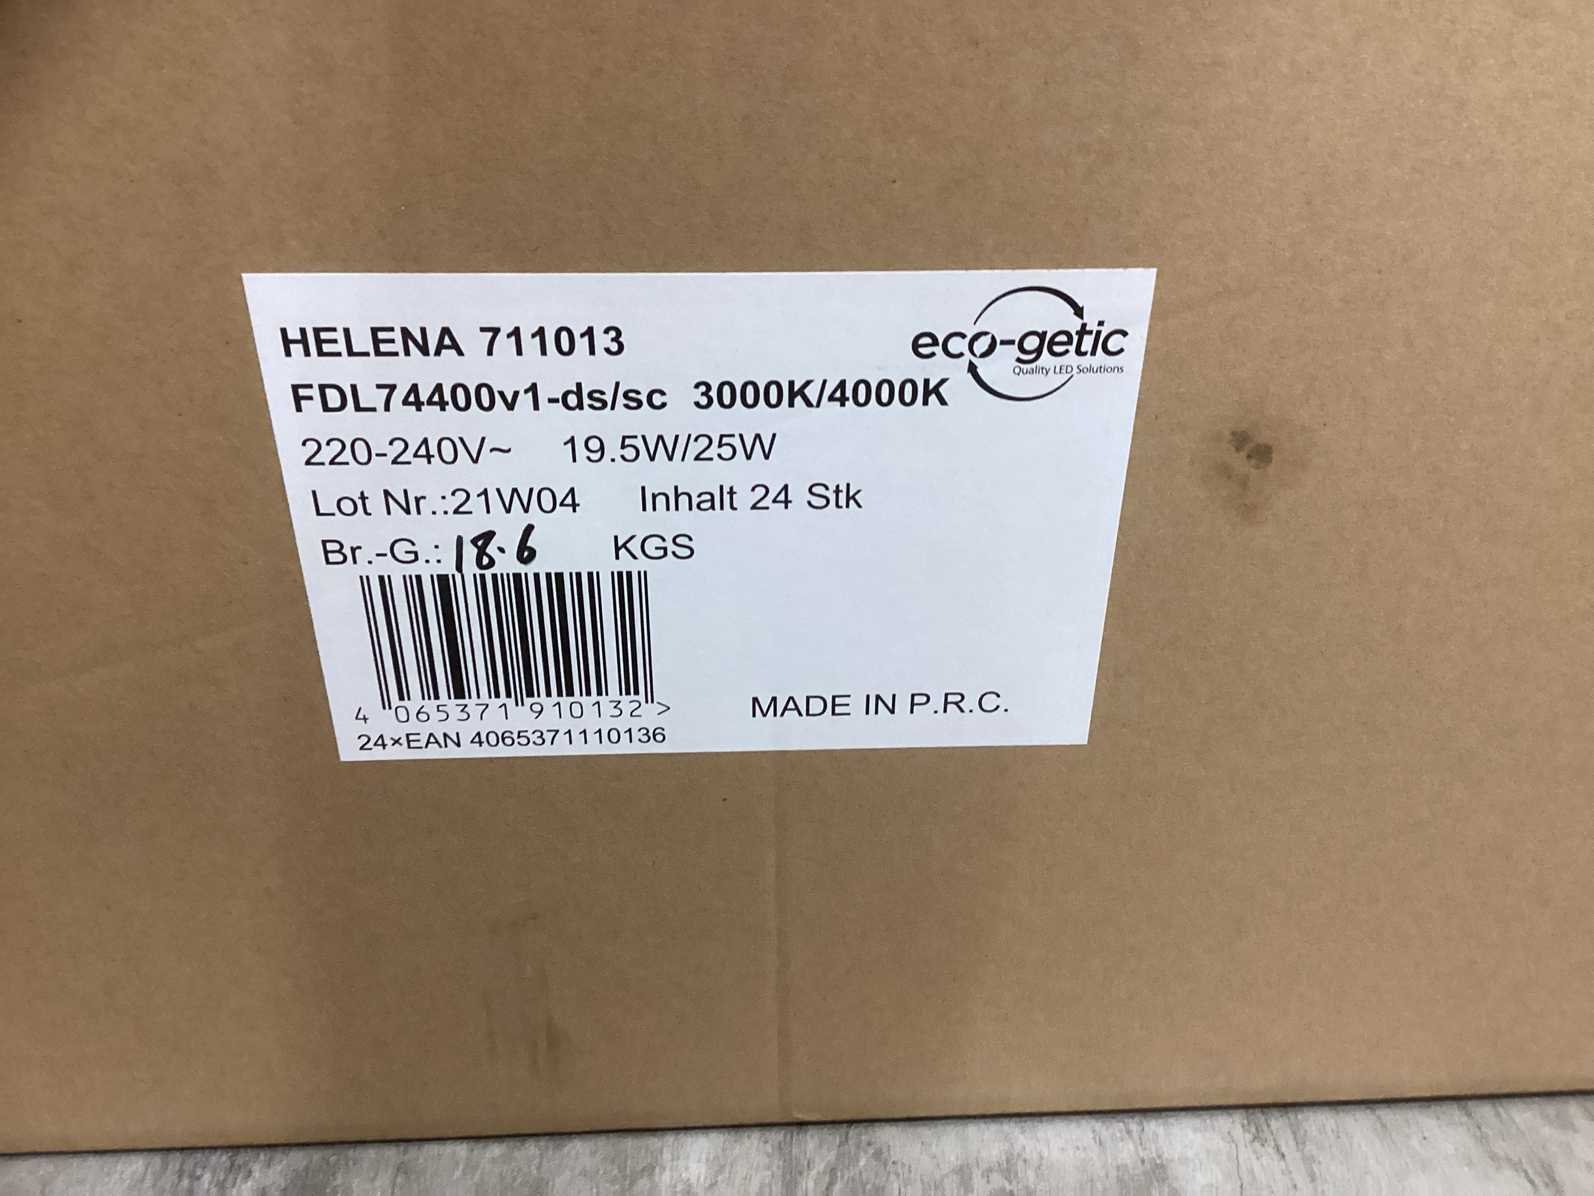 HELENA 711013
eco-getic
Quality LED Solutions
FDL74400v1-ds/sc 3000K/4000K
220-240V~ 19.5W/25W
Lot Nr.:21W04 Inhalt 24 Stk
Br.-G.: 18.6 KGS
4 065371 910132 >
24×EAN 4065371110136
MADE IN P.R.C.